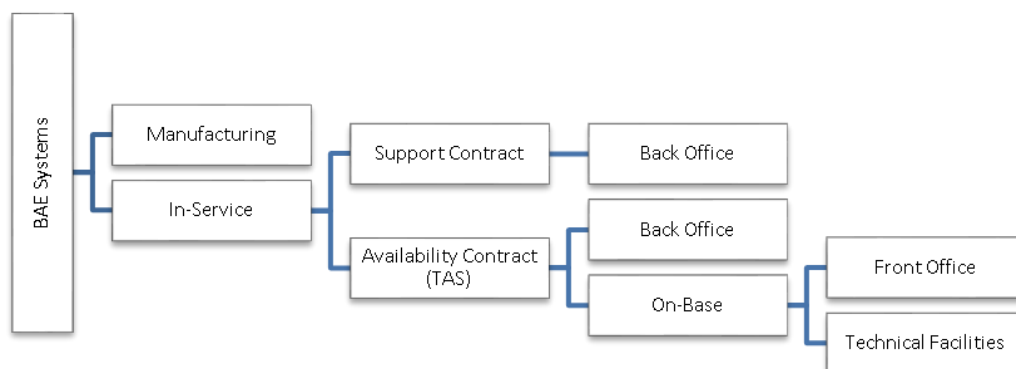 BAE Systems
Manufacturing
In-Service
Support Contract
Availability Contract
(TAS)
Back Office
Back Office
On-Base
Front Office
Technical Facilities